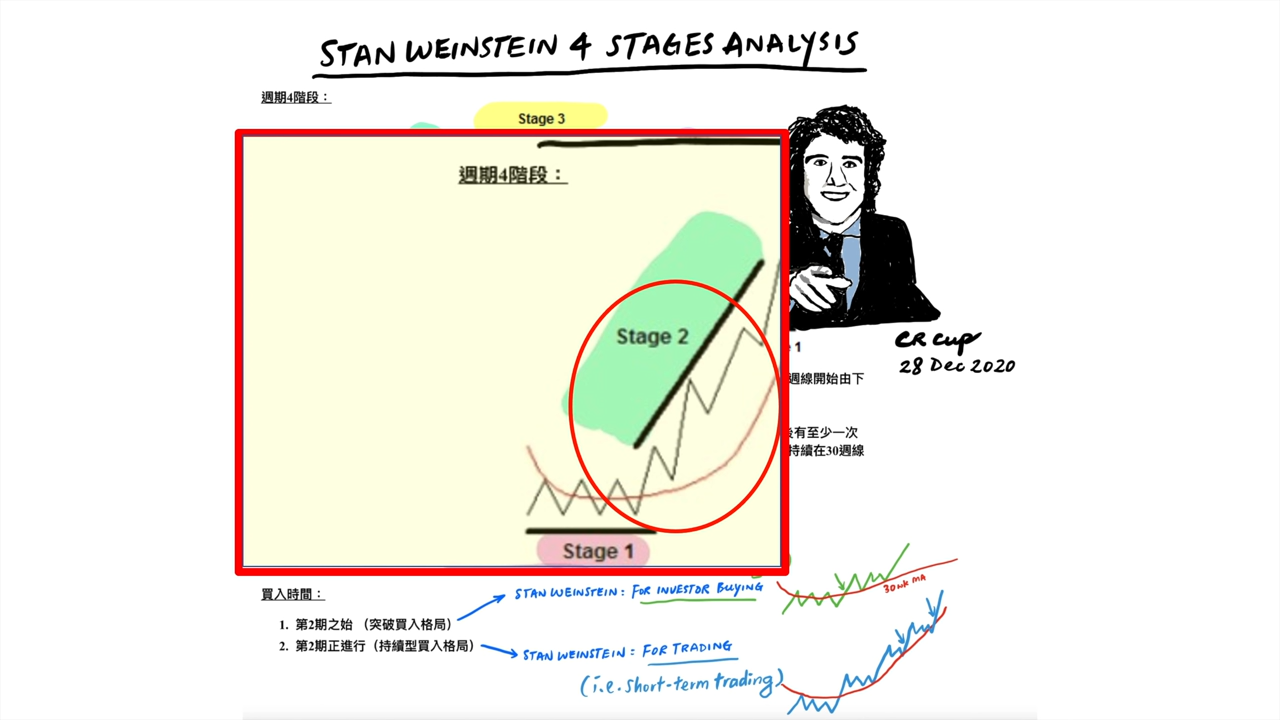 STAN WEINSTEIN 4 STAGES ANALYSIS
週期4階段：
Stage 3
週期4階段：
Stage 2
Stage 1
1
CR CUP
28 Dec 2020
週線開始由下
後有至少一次
持續在30週線
買入時間：
STAN WEINSTEIN: FOR INVESTOR BUYING
30WK MA
1. 第2期之始 （突破買入格局）
2. 第2期正進行（持續型買入格局）
STAN WEINSTEIN: FOR TRADING
(i.e. short-term trading)